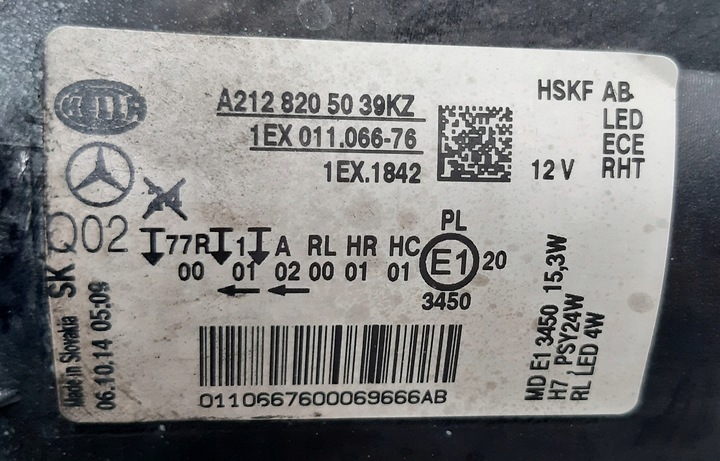 HELLA
A212 820 50 39KZ
1EX 011.066-76
1EX.1842
HSKF AB
LED
ECE
12 V RHT
Q02
77R 1 A RL HR HC
00 01 02 00 01 01
PL
E1 20
3450
SK
Made in Slovakia
06.10.14 05:09
MD E1 3450 15,3W
H7 , PSY24W
RL , LED 4W
0110667600069666AB